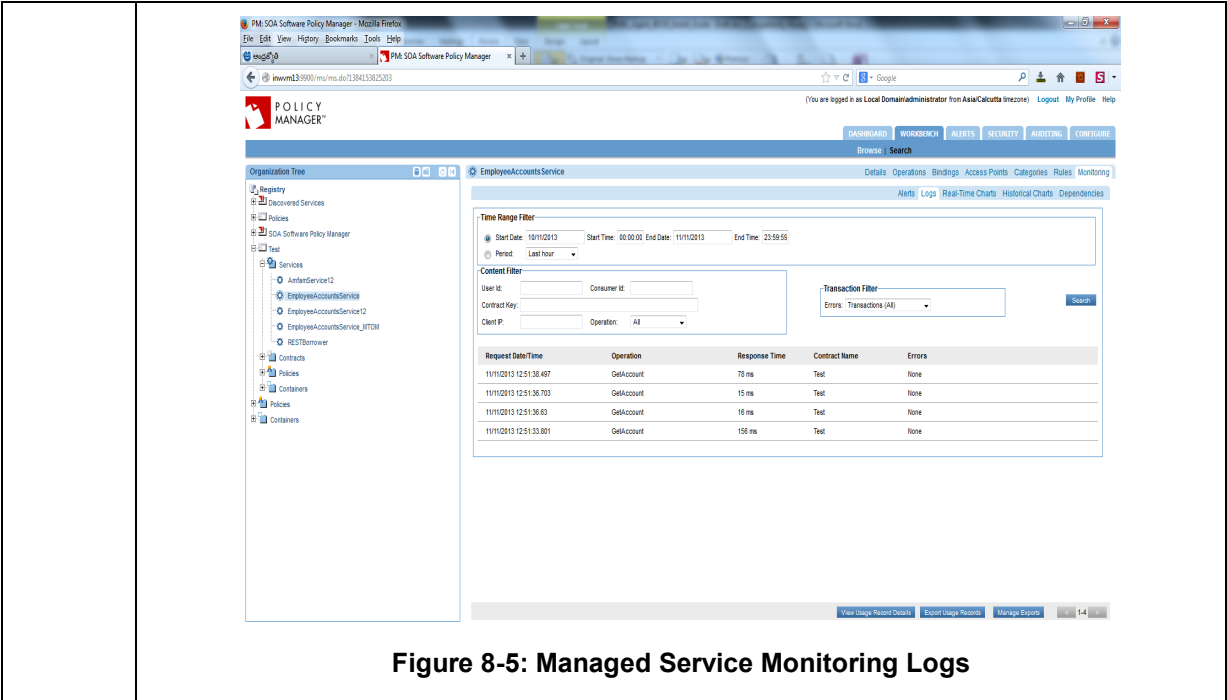 PM: SOA Software Policy Manager - Mozilla Firefox
File Edit View History Bookmarks Tools Help
ఆంధ్రజ్యోతి
PM: SOA Software Policy Manager
inwvm13:9900/ms/ms.do?1384153825203
Google
POLICY
MANAGER™
(You are logged in as Local Domain\administrator from Asia/Calcutta timezone) Logout My Profile Help
DASHBOARD WORKBENCH ALERTS SECURITY AUDITING CONFIGURE
Browse | Search
Organization Tree
Registry
Discovered Services
Policies
SOA Software Policy Manager
Test
Services
AmfamService12
EmployeeAccountsService
EmployeeAccountsService12
EmployeeAccountsService_MTOM
RESTBorrower
Contracts
Policies
Containers
Policies
Containers
EmployeeAccountsService
Details Operations Bindings Access Points Categories Rules Monitoring
Alerts Logs Real-Time Charts Historical Charts Dependencies
Time Range Filter
Start Date: 10/11/2013 Start Time: 00:00:00 End Date: 11/11/2013 End Time: 23:59:59
Period: Last hour
Content Filter
User Id: Consumer Id:
Contract Key:
Client IP: Operation: All
Transaction Filter
Errors: Transactions (All)
Search
Request Date/Time Operation Response Time Contract Name Errors
11/11/2013 12:51:38.497 GetAccount 78 ms Test None
11/11/2013 12:51:36.703 GetAccount 15 ms Test None
11/11/2013 12:51:36.63 GetAccount 16 ms Test None
11/11/2013 12:51:33.801 GetAccount 156 ms Test None
View Usage Record Details Export Usage Records Manage Exports 1-4
Figure 8-5: Managed Service Monitoring Logs